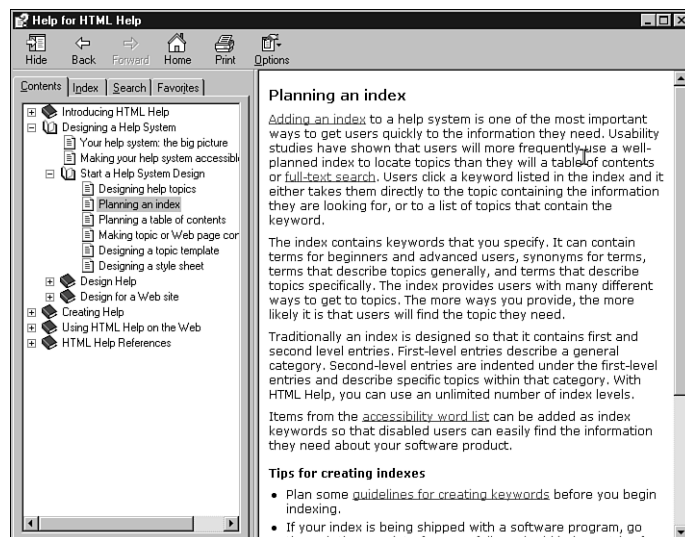 Help for HTML Help
Hide Back Forward Home Print Options
Contents Index Search Favorites
Introducing HTML Help
Designing a Help System
Your help system: the big picture
Making your help system accessibl
Start a Help System Design
Designing help topics
Planning an index
Planning a table of contents
Making topic or Web page cor
Designing a topic template
Designing a style sheet
Design Help
Design for a Web site
Creating Help
Using HTML Help on the Web
HTML Help References
Planning an index
Adding an index to a help system is one of the most important
ways to get users quickly to the information they need. Usability
studies have shown that users will more frequently use a well-
planned index to locate topics than they will a table of contents
or full-text search. Users click a keyword listed in the index and it
either takes them directly to the topic containing the information
they are looking for, or to a list of topics that contain the
keyword.
The index contains keywords that you specify. It can contain
terms for beginners and advanced users, synonyms for terms,
terms that describe topics generally, and terms that describe
topics specifically. The index provides users with many different
ways to get to topics. The more ways you provide, the more
likely it is that users will find the topic they need.
Traditionally an index is designed so that it contains first and
second level entries. First-level entries describe a general
category. Second-level entries are indented under the first-level
entries and describe specific topics within that category. With
HTML Help, you can use an unlimited number of index levels.
Items from the accessibility word list can be added as index
keywords so that disabled users can easily find the information
they need about your software product.
Tips for creating indexes
• Plan some guidelines for creating keywords before you begin
indexing.
• If your index is being shipped with a software program, go